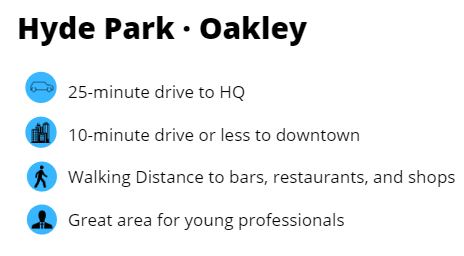 Hyde Park · Oakley
25-minute drive to HQ
10-minute drive or less to downtown
Walking Distance to bars, restaurants, and shops
Great area for young professionals